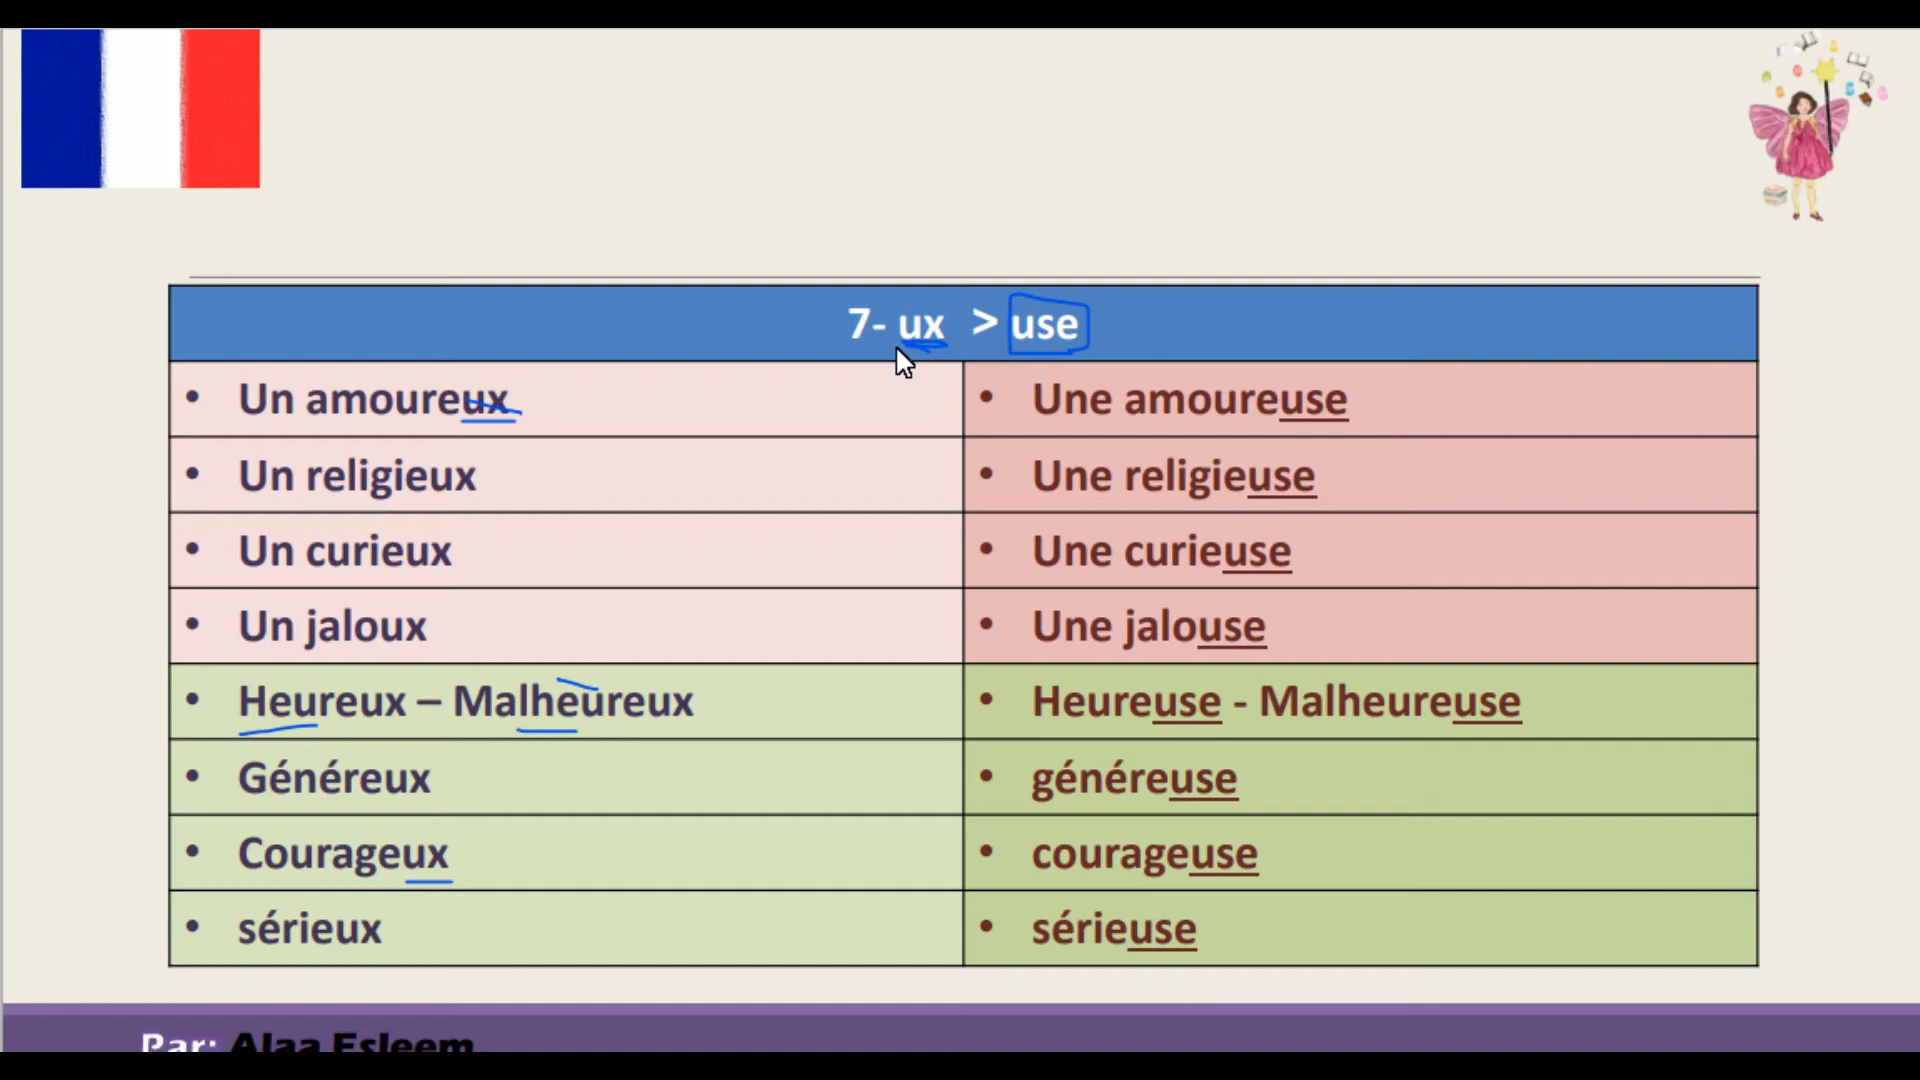 7- ux > use
• Un amoureux
• Une amoureuse
• Un religieux
• Une religieuse
• Un curieux
• Une curieuse
• Un jaloux
• Une jalouse
• Heureux – Malheureux
• Heureuse - Malheureuse
• Généreux
• généreuse
• Courageux
• courageuse
• sérieux
• sérieuse
Par: Alaa Esleem